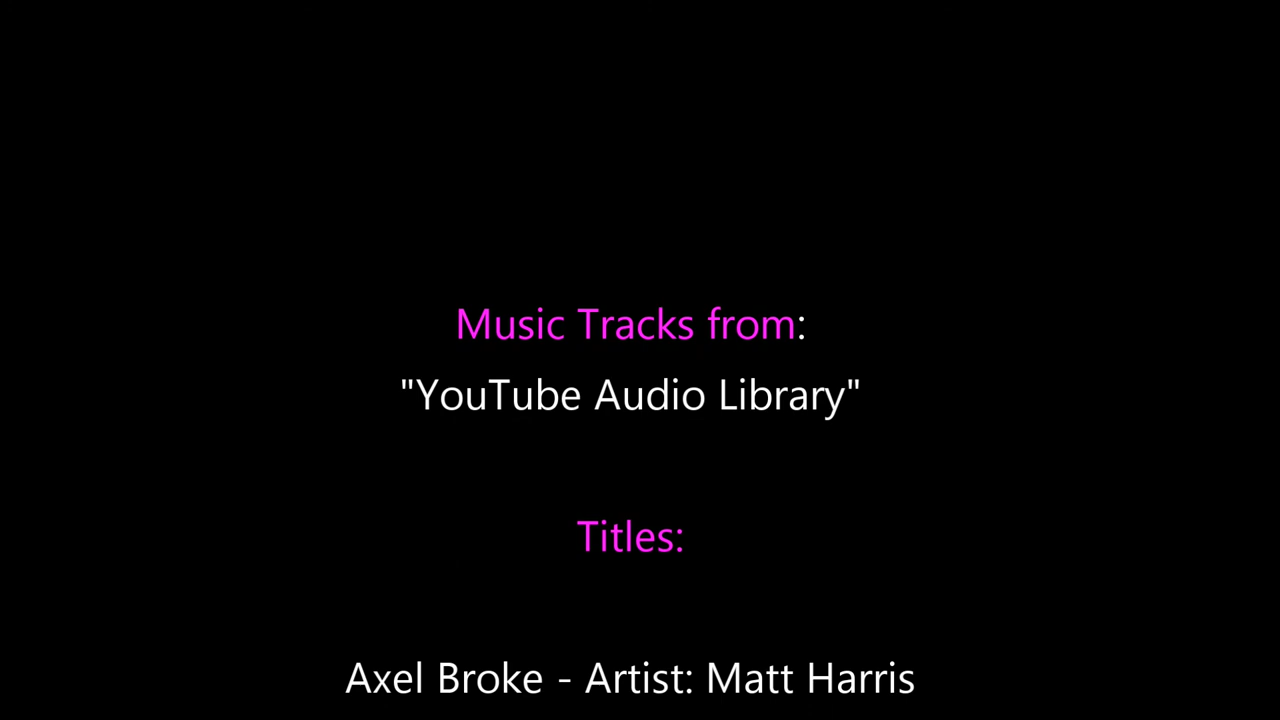 Music Tracks from:
"YouTube Audio Library"
Titles:
Axel Broke - Artist: Matt Harris